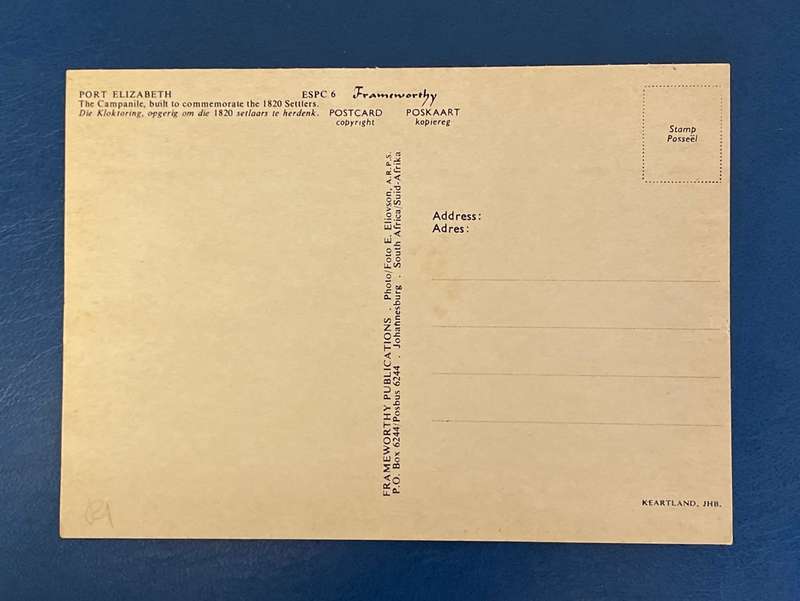 PORT ELIZABETH
The Campanile, built to commemorate the 1820 Settlers.
Die Kloktoring, opgerig om die 1820 setlaars te herdenk.
ESPC 6
Frameworthy
POSTCARD POSKAART
copyright kopiereg
Stamp
Posseël
FRAMEWORTHY PUBLICATIONS . Photo/Foto E. Eliovson, A.R.P.S.
P.O. Box 6244/Posbus 6244 . Johannesburg . South Africa/Suid-Afrika
Address:
Adres:
KEARTLAND, JHB.